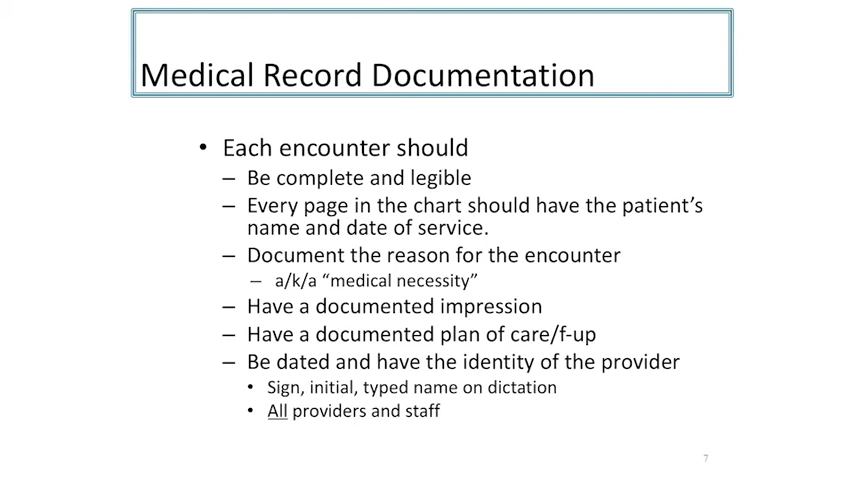 Medical Record Documentation
• Each encounter should
– Be complete and legible
– Every page in the chart should have the patient's
name and date of service.
– Document the reason for the encounter
– a/k/a “medical necessity”
– Have a documented impression
– Have a documented plan of care/f-up
– Be dated and have the identity of the provider
• Sign, initial, typed name on dictation
• All providers and staff
7